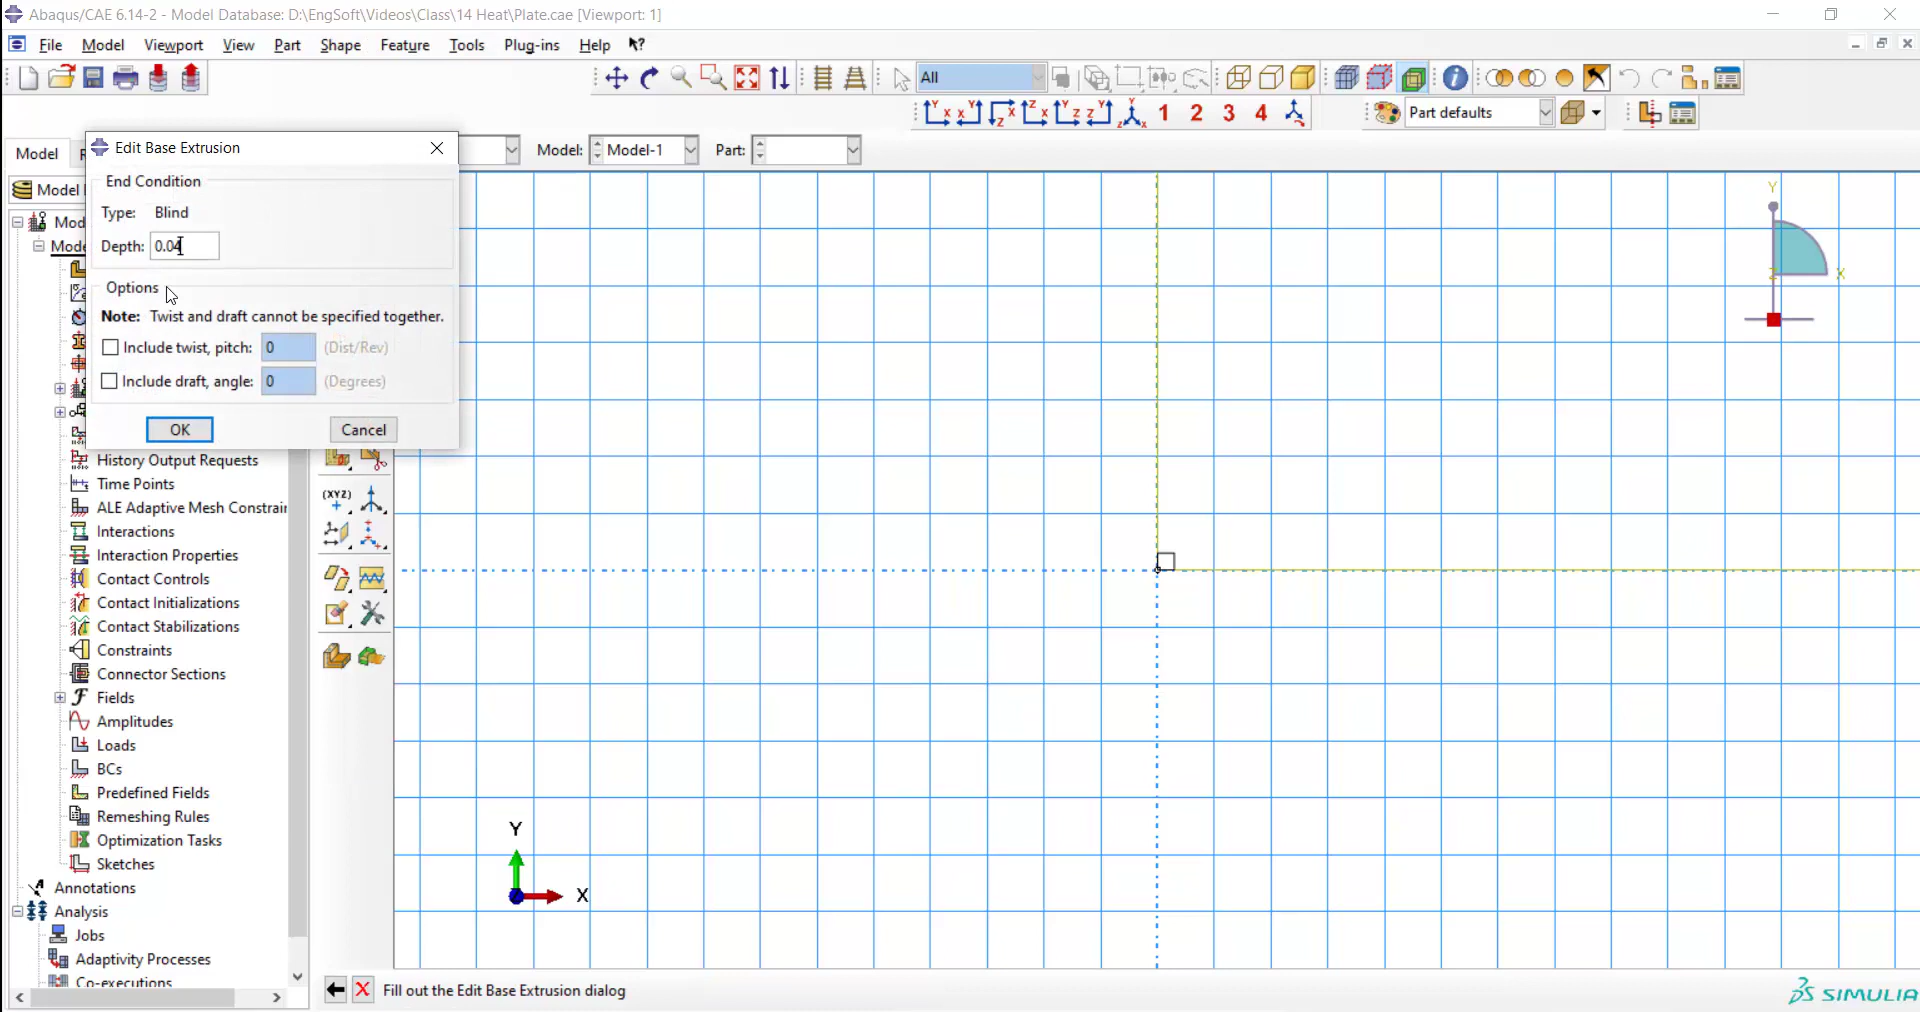 Abaqus/CAE 6.14-2 - Model Database: D:\EngSoft\Videos\Class\14 Heat\Plate.cae [Viewport: 1]
File Model Viewport View Part Shape Feature Tools Plug-ins Help
All
1 2 3 4 Part defaults
Model
Edit Base Extrusion
Model: Model-1 Part:
End Condition
Type: Blind
Depth: 0.04
Options
Note: Twist and draft cannot be specified together.
Include twist, pitch: 0 (Dist/Rev)
Include draft, angle: 0 (Degrees)
OK Cancel
Model
Mod
Mode
History Output Requests
Time Points
ALE Adaptive Mesh Constrain
Interactions
Interaction Properties
Contact Controls
Contact Initializations
Contact Stabilizations
Constraints
Connector Sections
Fields
Amplitudes
Loads
BCs
Predefined Fields
Remeshing Rules
Optimization Tasks
Sketches
Annotations
Analysis
Jobs
Adaptivity Processes
Co-executions
(XYZ)
Y
X
Y
Z X
Fill out the Edit Base Extrusion dialog
SIMULIA